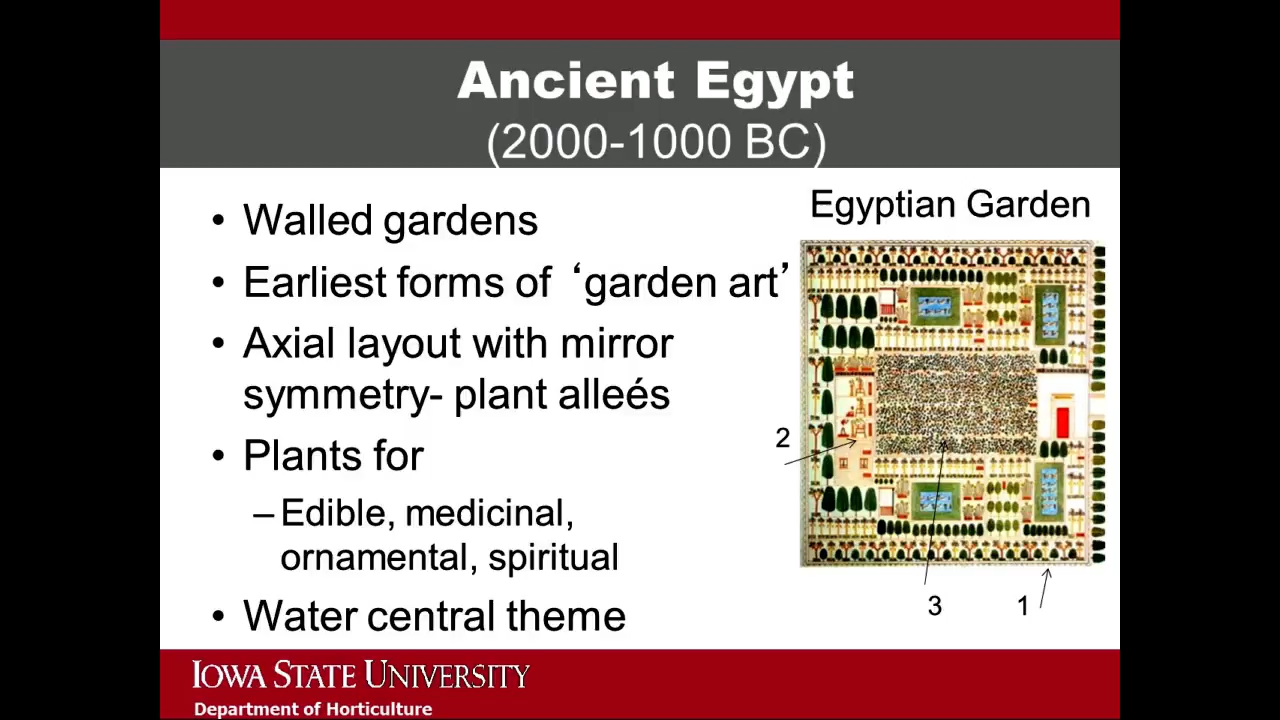 Ancient Egypt
(2000-1000 BC)
• Walled gardens
• Earliest forms of ‘garden art’
• Axial layout with mirror
symmetry- plant alleés
• Plants for
– Edible, medicinal,
ornamental, spiritual
• Water central theme
Egyptian Garden
2
3
1
IOWA STATE UNIVERSITY
Department of Horticulture